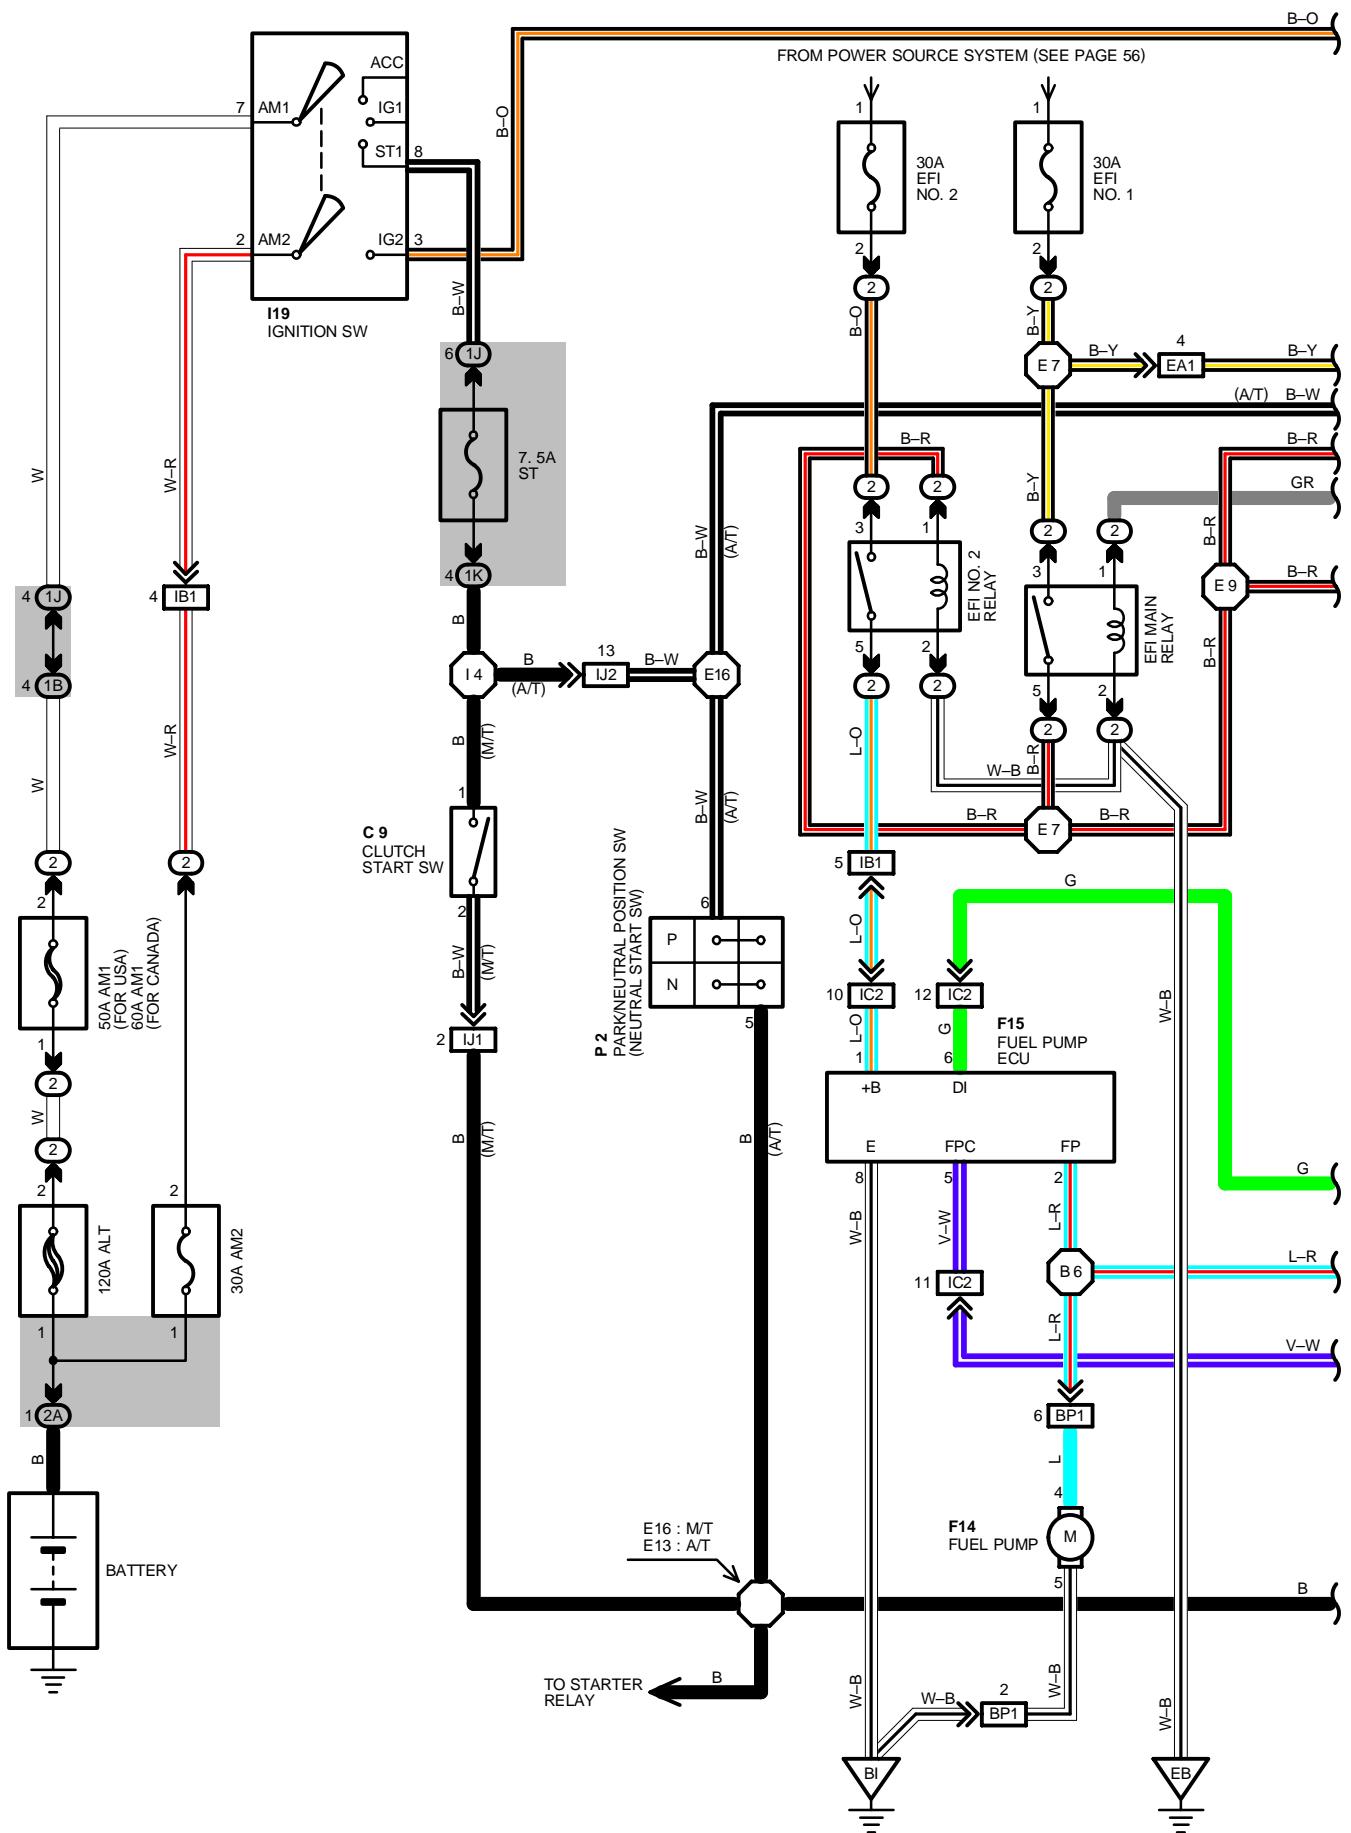 B–O
FROM POWER SOURCE SYSTEM (SEE PAGE 56)
ACC
7
AM1
IG1
ST1
8
B–O
2
AM2
IG2
3
I19
IGNITION SW
B–W
1
30A
EFI
NO. 2
2
2
B–O
1
30A
EFI
NO. 1
2
2
B–Y
E 7
B–Y
4
EA1
B–Y
(A/T) B–W
6
1J
7. 5A
ST
4
1K
W
W–R
B–R
B–R
GR
2
2
3
1
EFI NO. 2
RELAY
5
2
2
2
B–Y
2
2
3
1
EFI MAIN
RELAY
5
2
2
2
B–R
E 9
B–R
B–R
B–W
(A/T)
4
1J
4
1B
4
IB1
B
I 4
B
(A/T)
13
IJ2
B–W
E16
B
(M/T)
W–R
W
L–O
W–B
B–R
B–R
E 7
B–R
B–W
(A/T)
1
C 9
CLUTCH
START SW
2
B–W
(M/T)
2
IJ1
2
2
2
50A AM1
(FOR USA)
60A AM1
(FOR CANADA)
1
2
W
2
2
120A ALT
1
2
30A AM2
1
P 2
PARK/NEUTRAL POSITION SW
(NEUTRAL START SW)
6
P
N
5
5
IB1
G
L–O
10
IC2
12
IC2
L–O
G
F15
FUEL PUMP
ECU
1
6
+B
DI
E
FPC
FP
8
5
2
W–B
V–W
L–R
W–B
G
B
(M/T)
B
(A/T)
11
IC2
B 6
L–R
L–R
V–W
6
BP1
L
4
F14
FUEL PUMP
M
5
1
2A
B
BATTERY
E16 : M/T
E13 : A/T
B
TO STARTER
RELAY
B
W–B
W–B
2
BP1
W–B
W–B
BI
EB